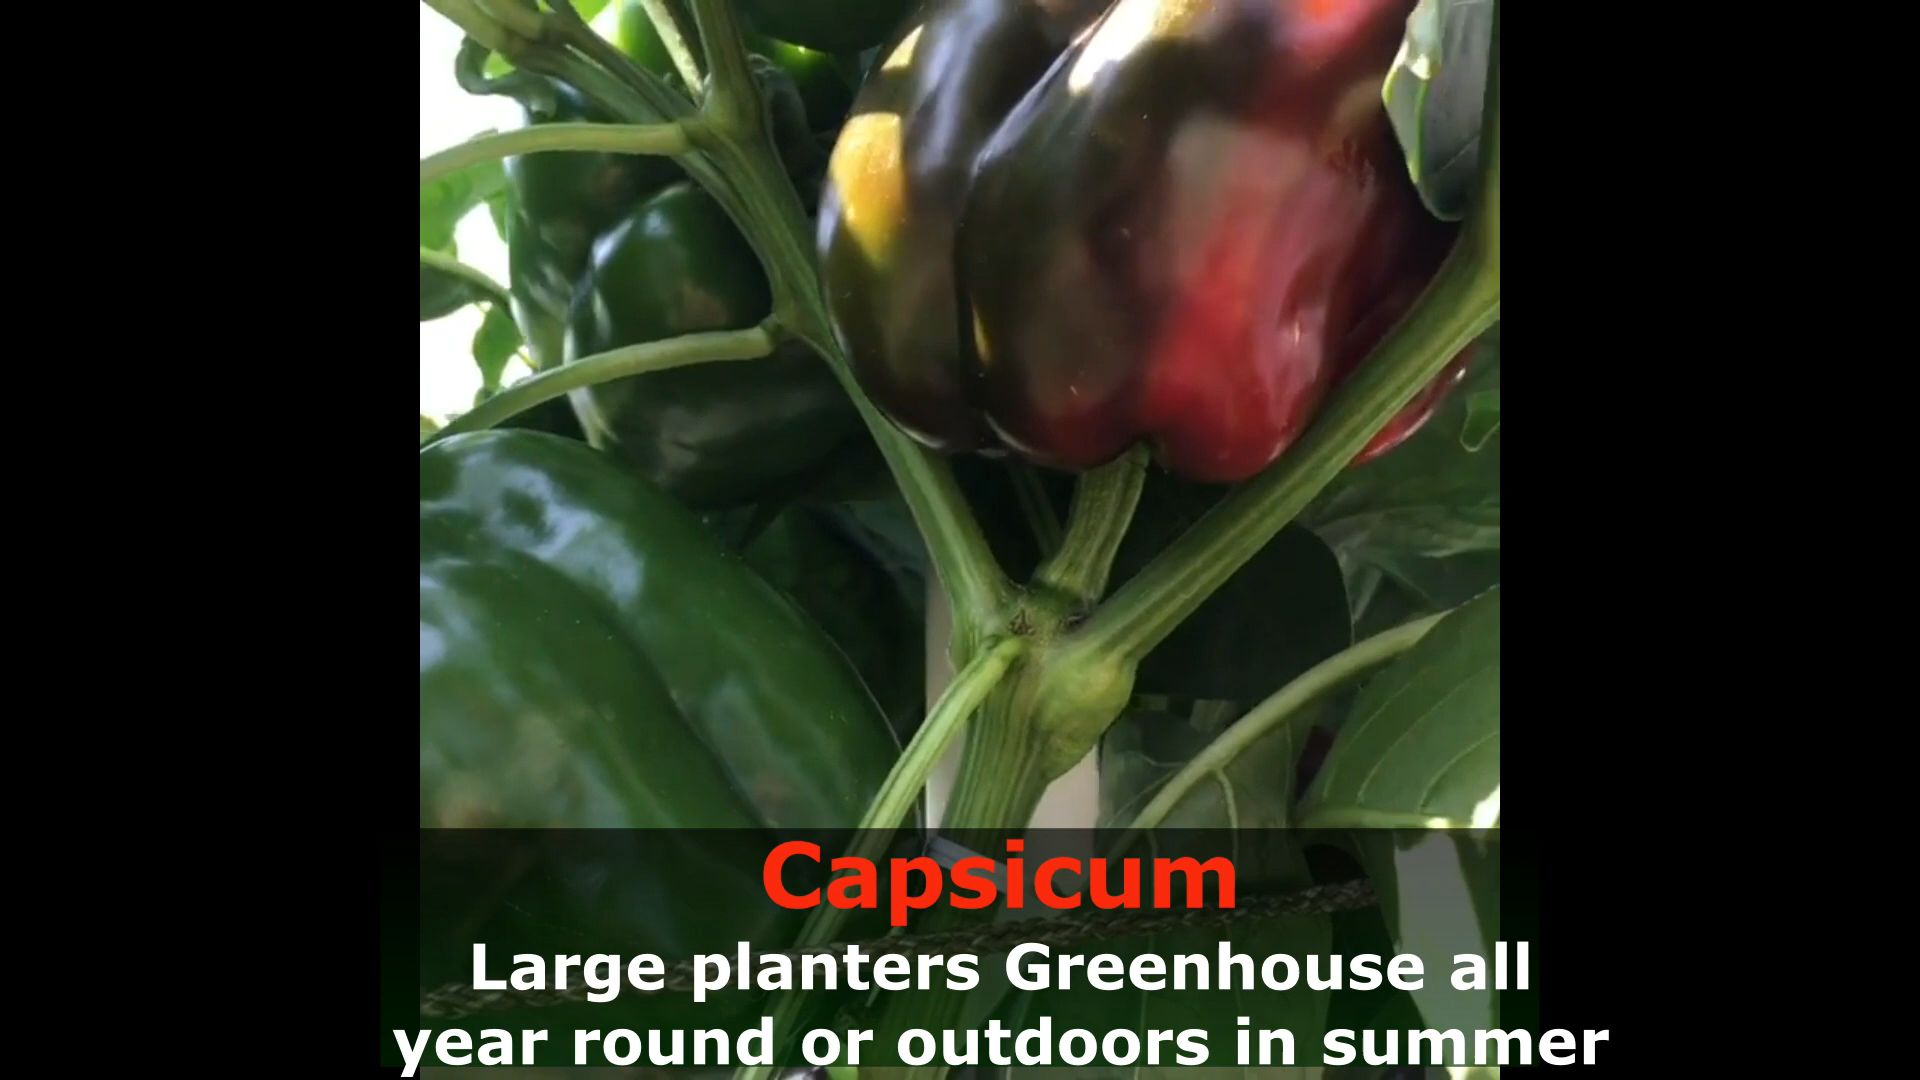 Capsicum
Large planters Greenhouse all
year round or outdoors in summer